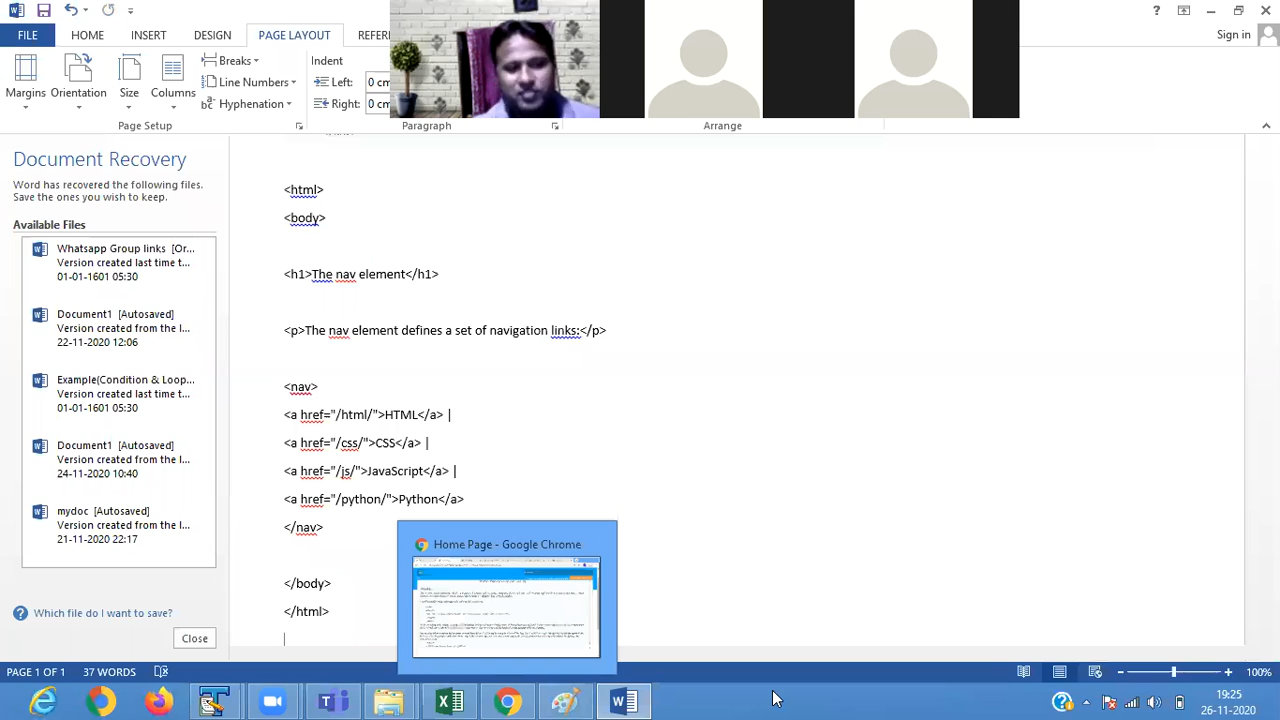 FILE
HOME
INSERT
DESIGN
PAGE LAYOUT
REFER
Sign in
Margins
Orientation
Size
Columns
Breaks
Line Numbers
Hyphenation
Indent
Left:
0 cm
Right:
0 cm
Page Setup
Paragraph
Arrange
Document Recovery
Word has recovered the following files.
Save the ones you wish to keep.
Available Files
Whatsapp Group links [Or...
Version created last time t...
01-01-1601 05:30
Document1 [Autosaved]
Version created from the l...
22-11-2020 12:06
Example(Condition & Loop...
Version created last time t...
01-01-1601 05:30
Document1 [Autosaved]
Version created from the l...
24-11-2020 10:40
mydoc [Autosaved]
Version created from the l...
21-11-2020 22:17
Which file do I want to save?
Close
<html>
<body>
<h1>The nav element</h1>
<p>The nav element defines a set of navigation links:</p>
<nav>
<a href="/html/">HTML</a> |
<a href="/css/">CSS</a> |
<a href="/js/">JavaScript</a> |
<a href="/python/">Python</a>
</nav>
</body>
</html>
Home Page - Google Chrome
PAGE 1 OF 1
37 WORDS
100%
19:25
26-11-2020